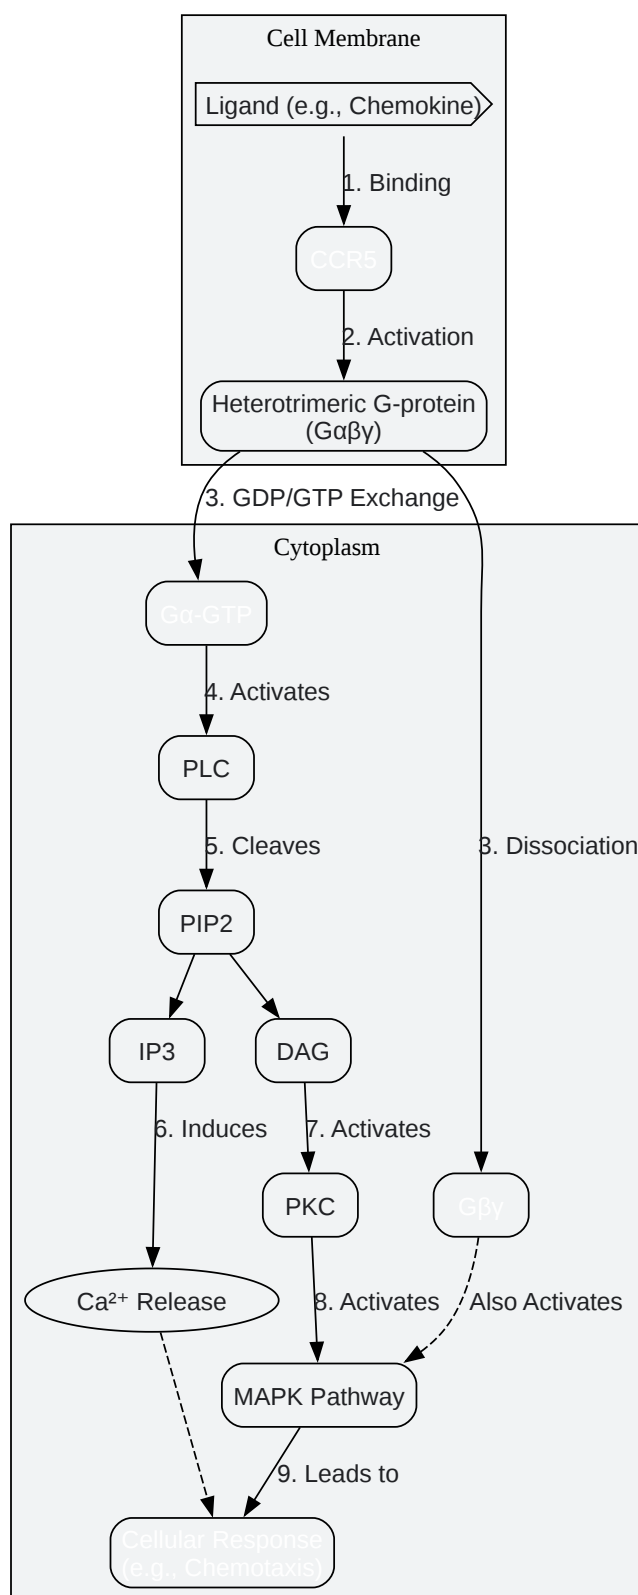 Cell Membrane
Ligand (e.g., Chemokine)
1. Binding
CCR5
2. Activation
Heterotrimeric G-protein
(Gαβγ)
3. GDP/GTP Exchange
Cytoplasm
Gα-GTP
4. Activates
PLC
5. Cleaves
3. Dissociation
PIP2
IP3
DAG
6. Induces
7. Activates
PKC
Gβγ
Ca²⁺ Release
8. Activates
Also Activates
MAPK Pathway
9. Leads to
Cellular Response
(e.g., Chemotaxis)